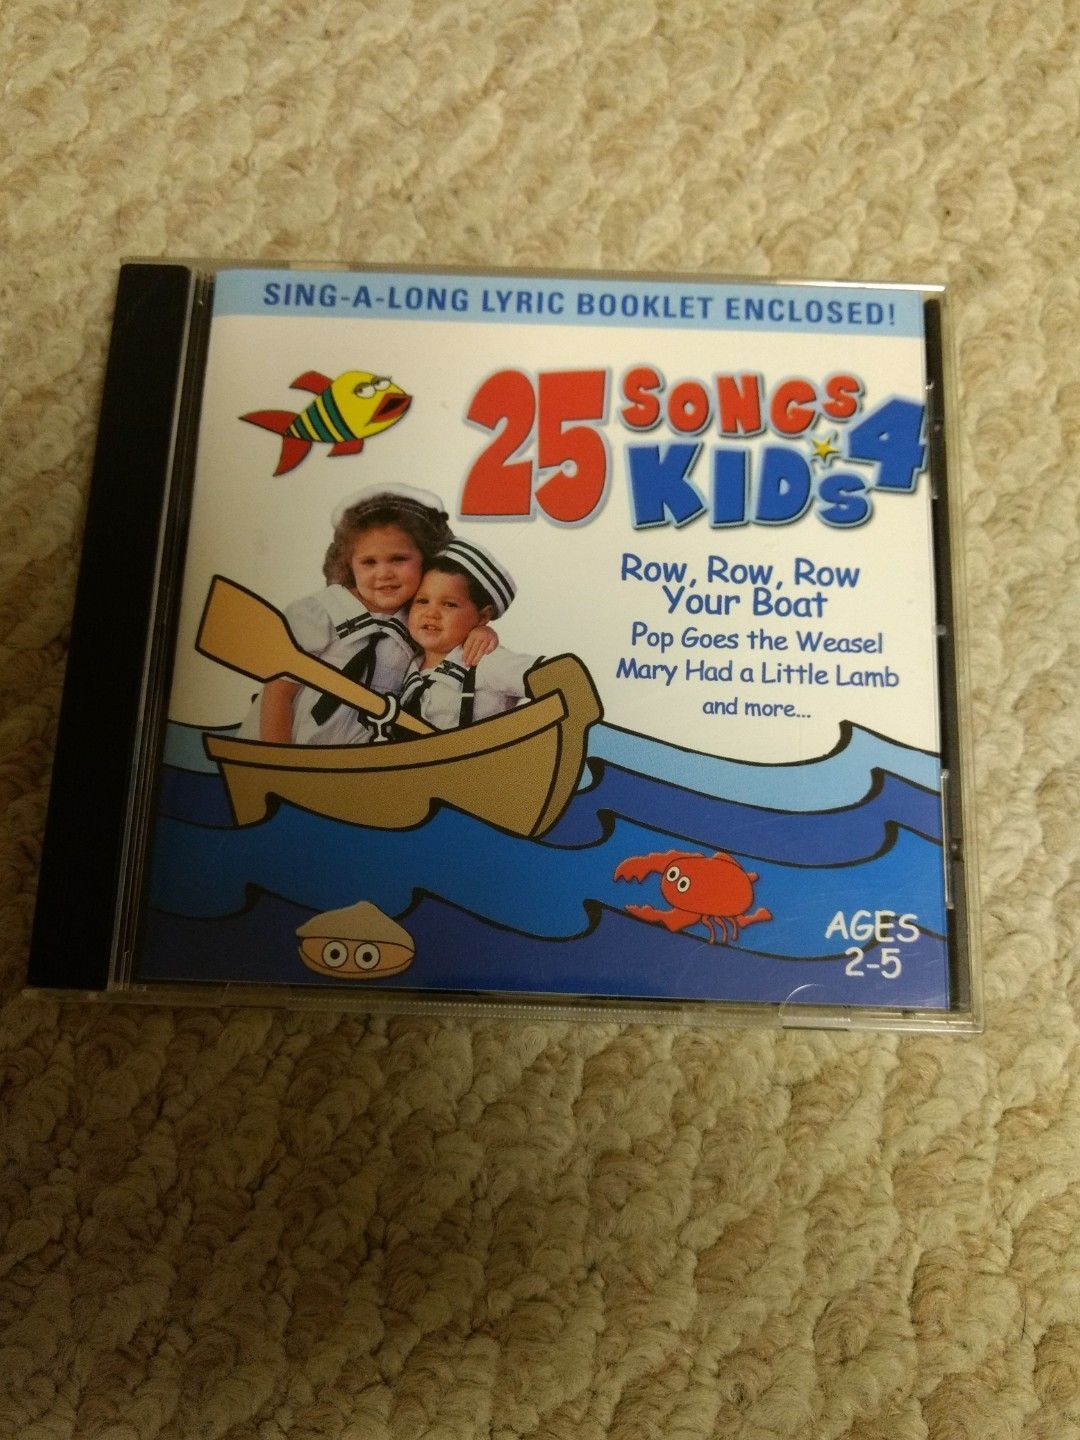 SING-A-LONG LYRIC BOOKLET ENCLOSED!
25 SONGS 4
KIDS
Row, Row, Row
Your Boat
Pop Goes the Weasel
Mary Had a Little Lamb
and more...
AGES
2-5